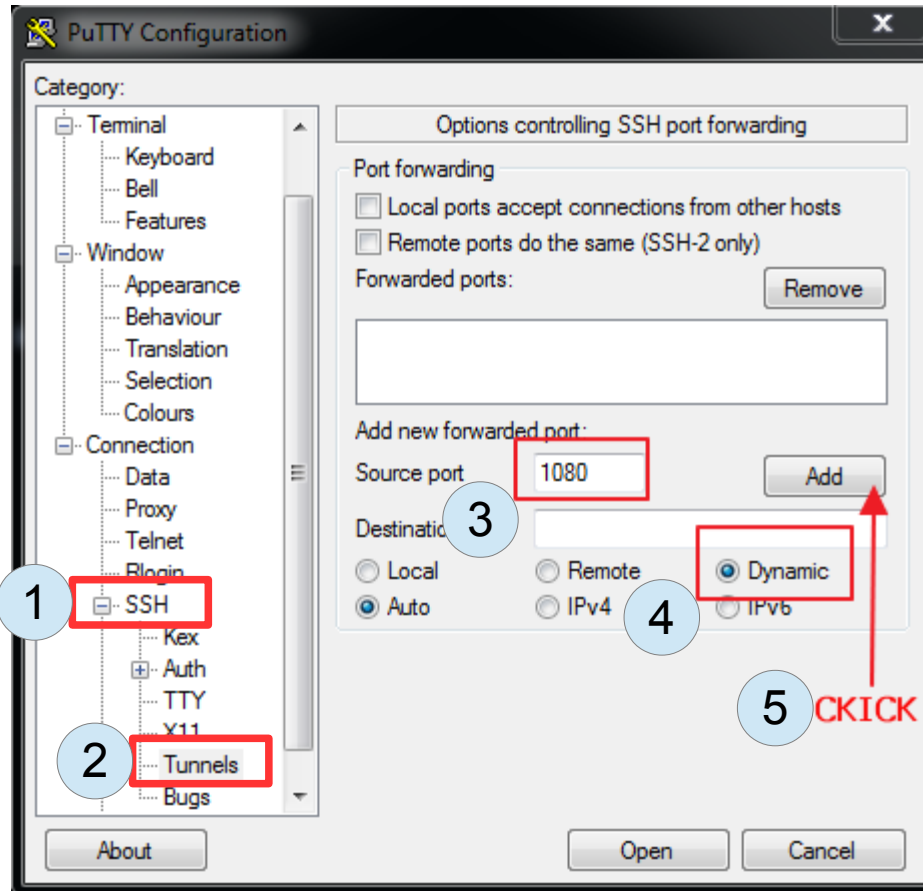 PuTTY Configuration
x
Category:
Terminal
Keyboard
Bell
Features
Window
Appearance
Behaviour
Translation
Selection
Colours
Connection
Data
Proxy
Telnet
Rlogin
1
SSH
Kex
Auth
TTY
X11
2
Tunnels
Bugs
Options controlling SSH port forwarding
Port forwarding
Local ports accept connections from other hosts
Remote ports do the same (SSH-2 only)
Forwarded ports:
Remove
Add new forwarded port:
Source port
1080
Add
3
Destinatio
Local
Remote
Dynamic
Auto
IPv4
4
IPv6
5
CKICK
About
Open
Cancel